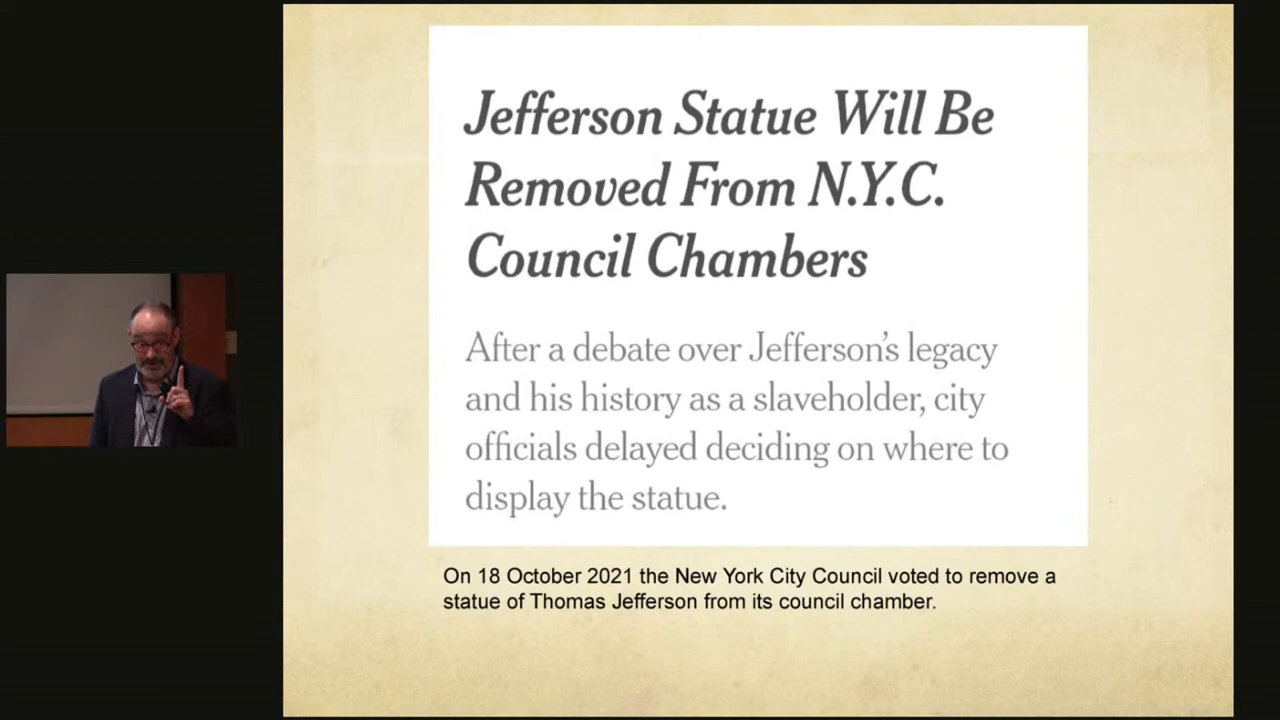 Jefferson Statue Will Be
Removed From N.Y.C.
Council Chambers
After a debate over Jefferson’s legacy
and his history as a slaveholder, city
officials delayed deciding on where to
display the statue.
On 18 October 2021 the New York City Council voted to remove a
statue of Thomas Jefferson from its council chamber.